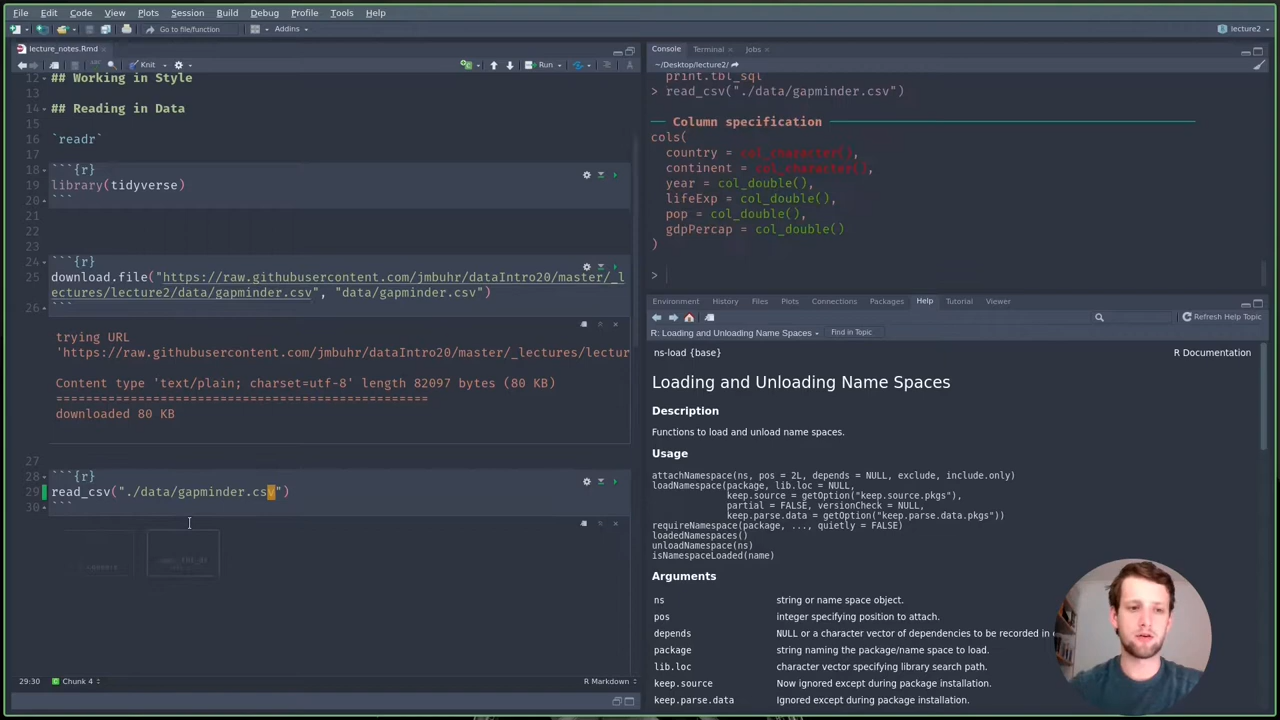 File Edit Code View Plots Session Build Debug Profile Tools Help
Go to file/function Addins lecture2
lecture_notes.Rmd
Knit Run
12 ## Working in Style
13
14 ## Reading in Data
15
16 `readr`
17
18 ```{r}
19 library(tidyverse)
20 ```
21
22
23
24 ```{r}
25 download.file("https://raw.githubusercontent.com/jmbuhr/dataIntro20/master/_l
ectures/lecture2/data/gapminder.csv", "data/gapminder.csv")
26 ```
trying URL
'https://raw.githubusercontent.com/jmbuhr/dataIntro20/master/_lectures/lectur
Content type 'text/plain; charset=utf-8' length 82097 bytes (80 KB)
==================================================
downloaded 80 KB
27
28 ```{r}
29 read_csv("./data/gapminder.csv")
30 ```
29:30 Chunk 4 R Markdown
Console Terminal Jobs
~/Desktop/lecture2/
print.tbl_sql
> read_csv("./data/gapminder.csv")
── Column specification ──
cols(
country = col_character(),
continent = col_character(),
year = col_double(),
lifeExp = col_double(),
pop = col_double(),
gdpPercap = col_double()
)
>
Environment History Files Plots Connections Packages Help Tutorial Viewer
Refresh Help Topic
R: Loading and Unloading Name Spaces Find in Topic
ns-load {base} R Documentation
Loading and Unloading Name Spaces
Description
Functions to load and unload name spaces.
Usage
attachNamespace(ns, pos = 2L, depends = NULL, exclude, include.only)
loadNamespace(package, lib.loc = NULL,
keep.source = getOption("keep.source.pkgs"),
partial = FALSE, versionCheck = NULL,
keep.parse.data = getOption("keep.parse.data.pkgs"))
requireNamespace(package, ..., quietly = FALSE)
loadedNamespaces()
unloadNamespace(ns)
isNamespaceLoaded(name)
Arguments
ns string or name space object.
pos integer specifying position to attach.
depends NULL or a character vector of dependencies to be recorded in
package string naming the package/name space to load.
lib.loc character vector specifying library search path.
keep.source Now ignored except during package installation.
keep.parse.data Ignored except during package installation.